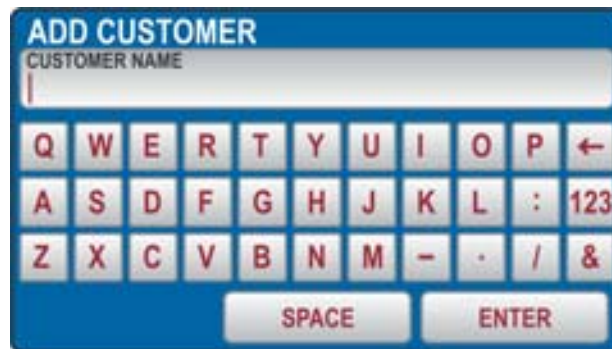 ADD CUSTOMER
CUSTOMER NAME
Q W E R T Y U I O P ←
A S D F G H J K L : 123
Z X C V B N M - . / &
SPACE ENTER